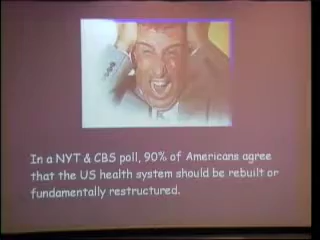 In a NYT & CBS poll, 90% of Americans agree
that the US health system should be rebuilt or
fundamentally restructured.